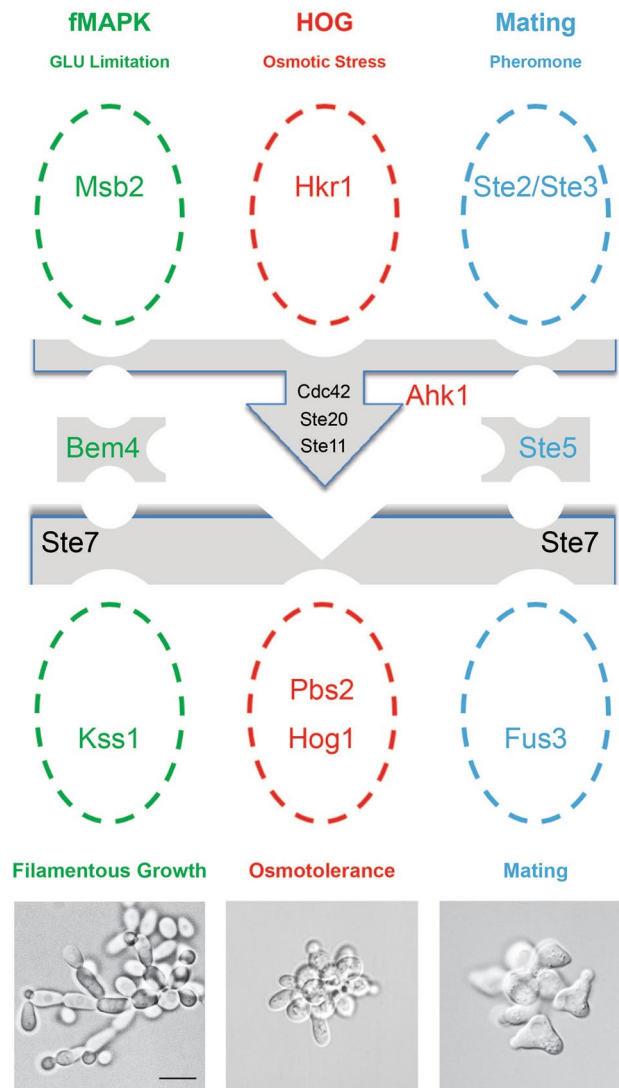 fMAPK HOG Mating
GLU Limitation Osmotic Stress Pheromone
Msb2 Hkr1 Ste2/Ste3
Cdc42
Ahk1
Ste20
Ste11
Bem4 Ste5
Ste7 Ste7
Pbs2
Kss1 Hog1 Fus3
Filamentous Growth Osmotolerance Mating